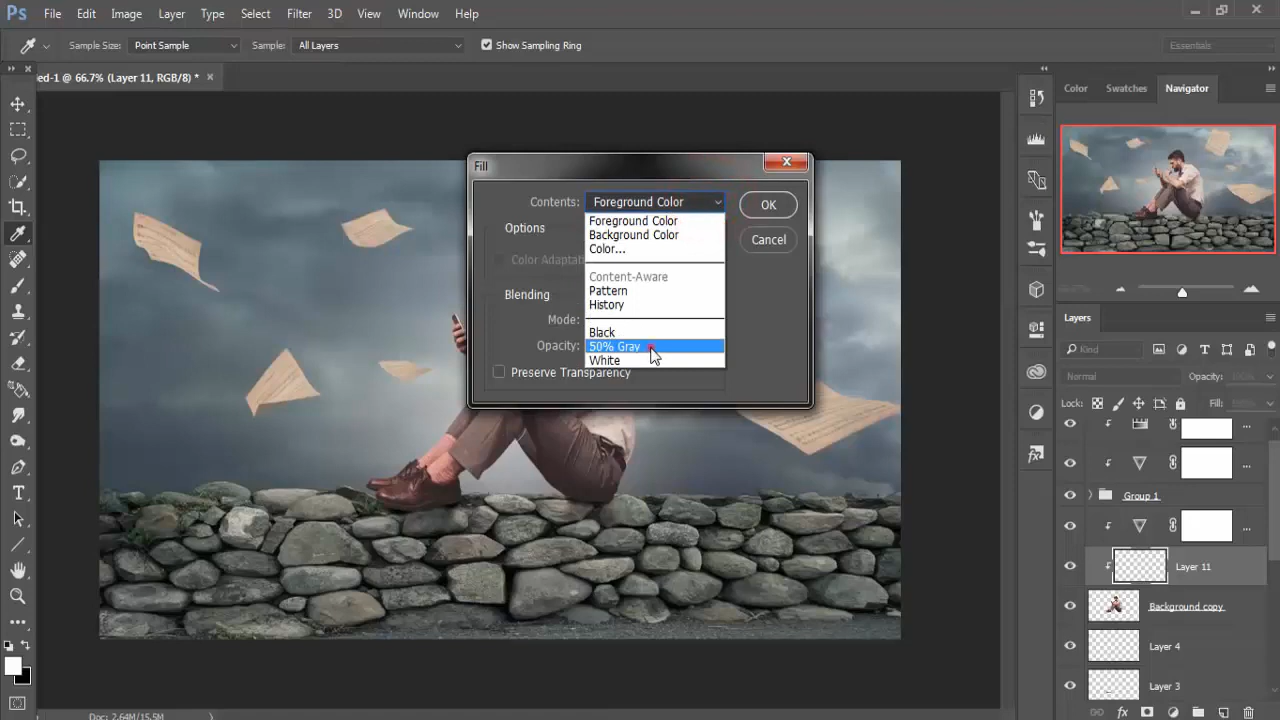 Ps File Edit Image Layer Type Select Filter 3D View Window Help
Sample Size: Point Sample Sample: All Layers Show Sampling Ring Essentials
ed-1 @ 66.7% (Layer 11, RGB/8) *
Color Swatches Navigator
Fill
Contents: Foreground Color OK
Foreground Color
Options Background Color Cancel
Color...
Color Adaptat
Content-Aware
Blending Pattern
History
Mode:
Black
Opacity: 50% Gray
White
Preserve Transparency
Layers
Kind
Normal Opacity: 100%
Lock: Fill: 100%
Group 1
Layer 11
Background copy
Layer 4
Layer 3
fx
Doc: 2.64M/15.5M